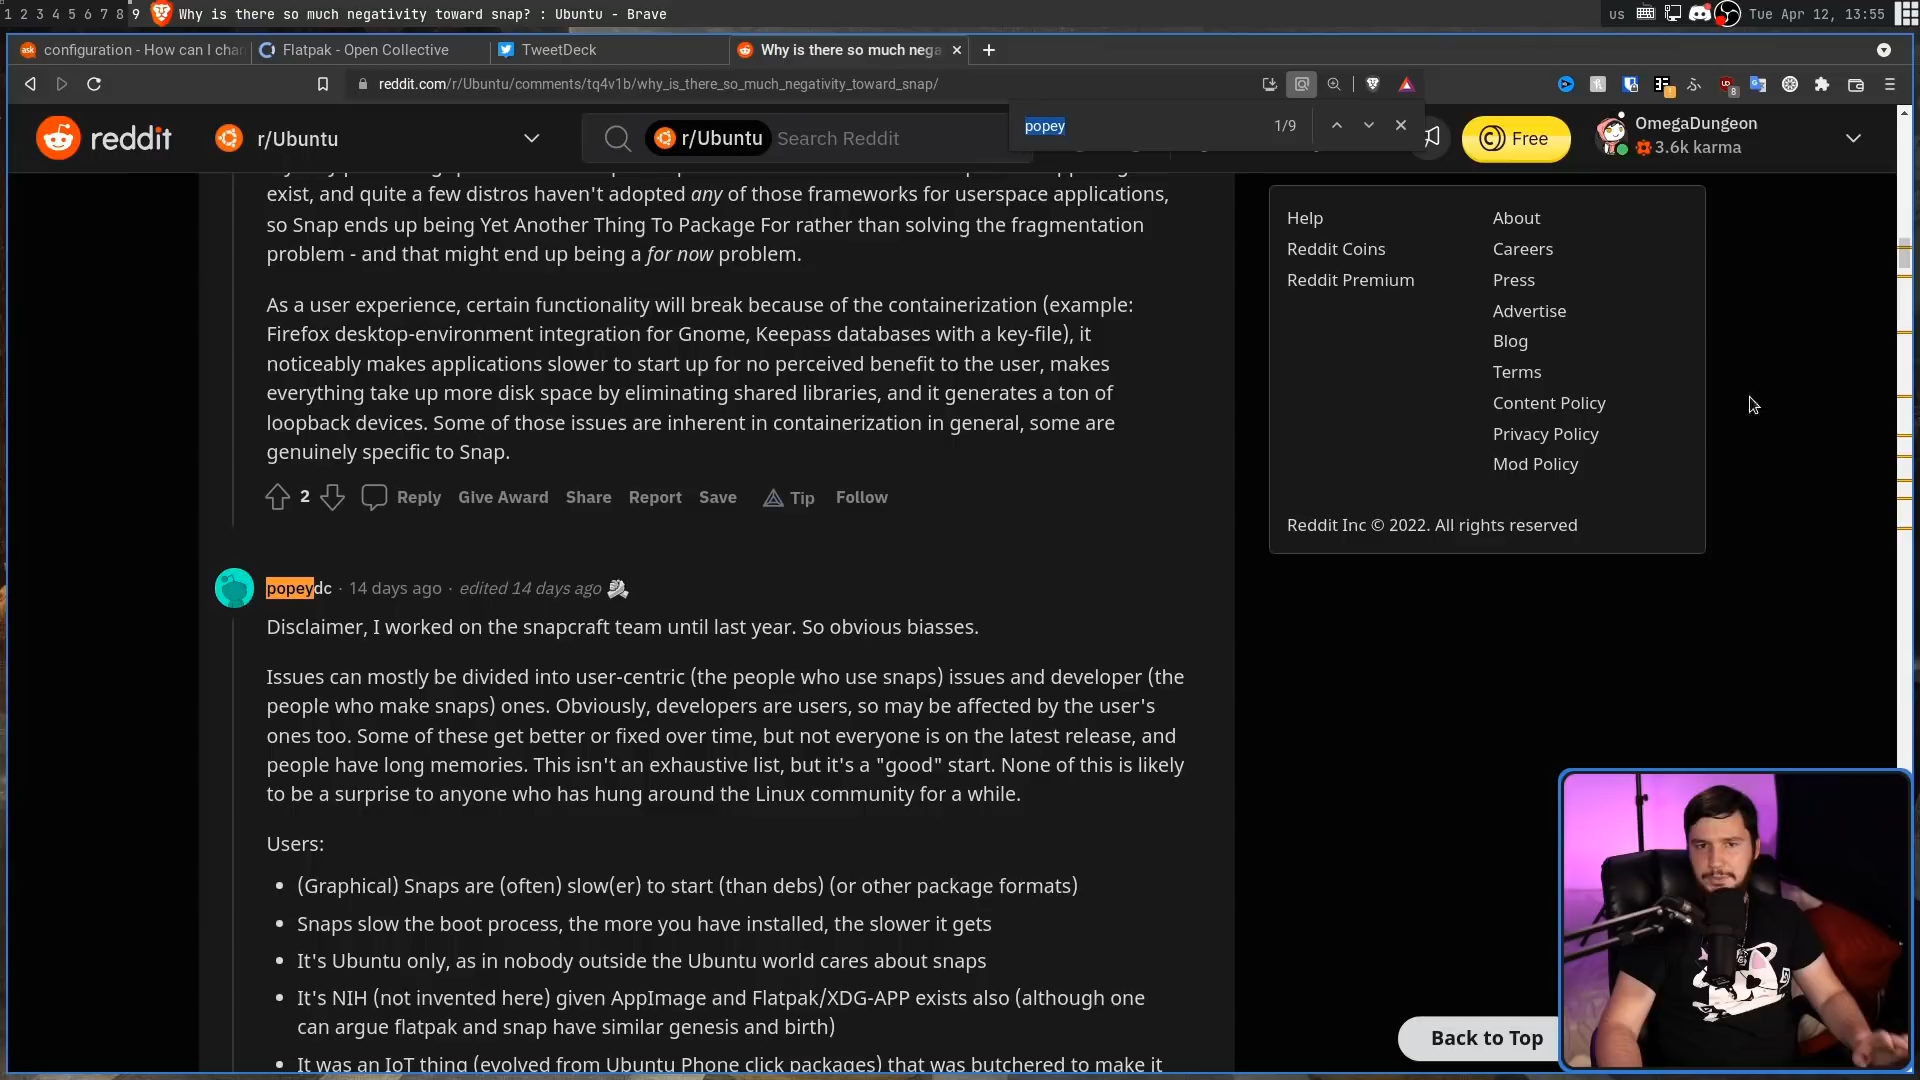 1 2 3 4 5 6 7 8 9 Why is there so much negativity toward snap? : Ubuntu - Brave
us Tue Apr 12, 13:55
configuration - How can I chan
Flatpak - Open Collective
TweetDeck
Why is there so much nega
reddit.com/r/Ubuntu/comments/tq4v1b/why_is_there_so_much_negativity_toward_snap/
popey 1/9
reddit
r/Ubuntu
r/Ubuntu Search Reddit
Free
OmegaDungeon
3.6k karma
exist, and quite a few distros haven't adopted any of those frameworks for userspace applications,
so Snap ends up being Yet Another Thing To Package For rather than solving the fragmentation
problem - and that might end up being a for now problem.
As a user experience, certain functionality will break because of the containerization (example:
Firefox desktop-environment integration for Gnome, Keepass databases with a key-file), it
noticeably makes applications slower to start up for no perceived benefit to the user, makes
everything take up more disk space by eliminating shared libraries, and it generates a ton of
loopback devices. Some of those issues are inherent in containerization in general, some are
genuinely specific to Snap.
2 Reply Give Award Share Report Save Tip Follow
popeydc · 14 days ago · edited 14 days ago
Disclaimer, I worked on the snapcraft team until last year. So obvious biasses.
Issues can mostly be divided into user-centric (the people who use snaps) issues and developer (the
people who make snaps) ones. Obviously, developers are users, so may be affected by the user's
ones too. Some of these get better or fixed over time, but not everyone is on the latest release, and
people have long memories. This isn't an exhaustive list, but it's a "good" start. None of this is likely
to be a surprise to anyone who has hung around the Linux community for a while.
Users:
• (Graphical) Snaps are (often) slow(er) to start (than debs) (or other package formats)
• Snaps slow the boot process, the more you have installed, the slower it gets
• It's Ubuntu only, as in nobody outside the Ubuntu world cares about snaps
• It's NIH (not invented here) given AppImage and Flatpak/XDG-APP exists also (although one
can argue flatpak and snap have similar genesis and birth)
• It was an IoT thing (evolved from Ubuntu Phone click packages) that was butchered to make it
Help
Reddit Coins
Reddit Premium
About
Careers
Press
Advertise
Blog
Terms
Content Policy
Privacy Policy
Mod Policy
Reddit Inc © 2022. All rights reserved
Back to Top